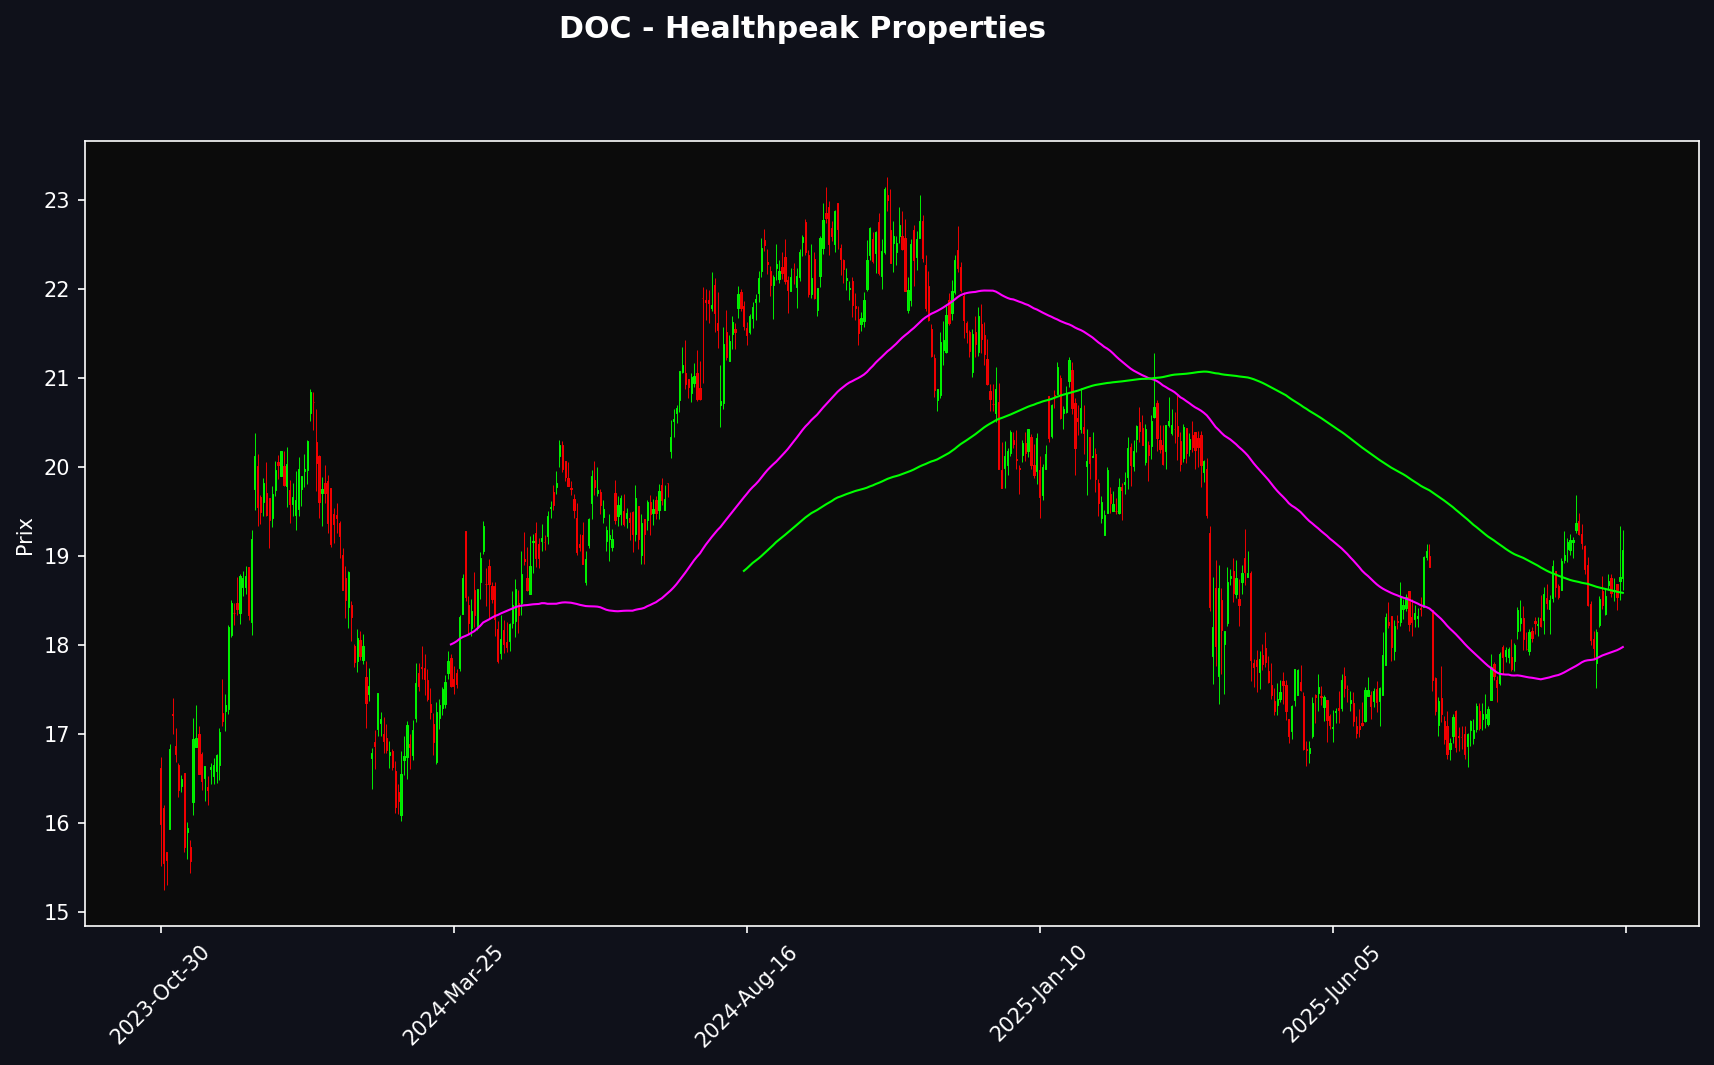 DOC - Healthpeak Properties
Prix
23
22
21
20
19
18
17
16
15
2023-Oct-30
2024-Mar-25
2024-Aug-16
2025-Jan-10
2025-Jun-05